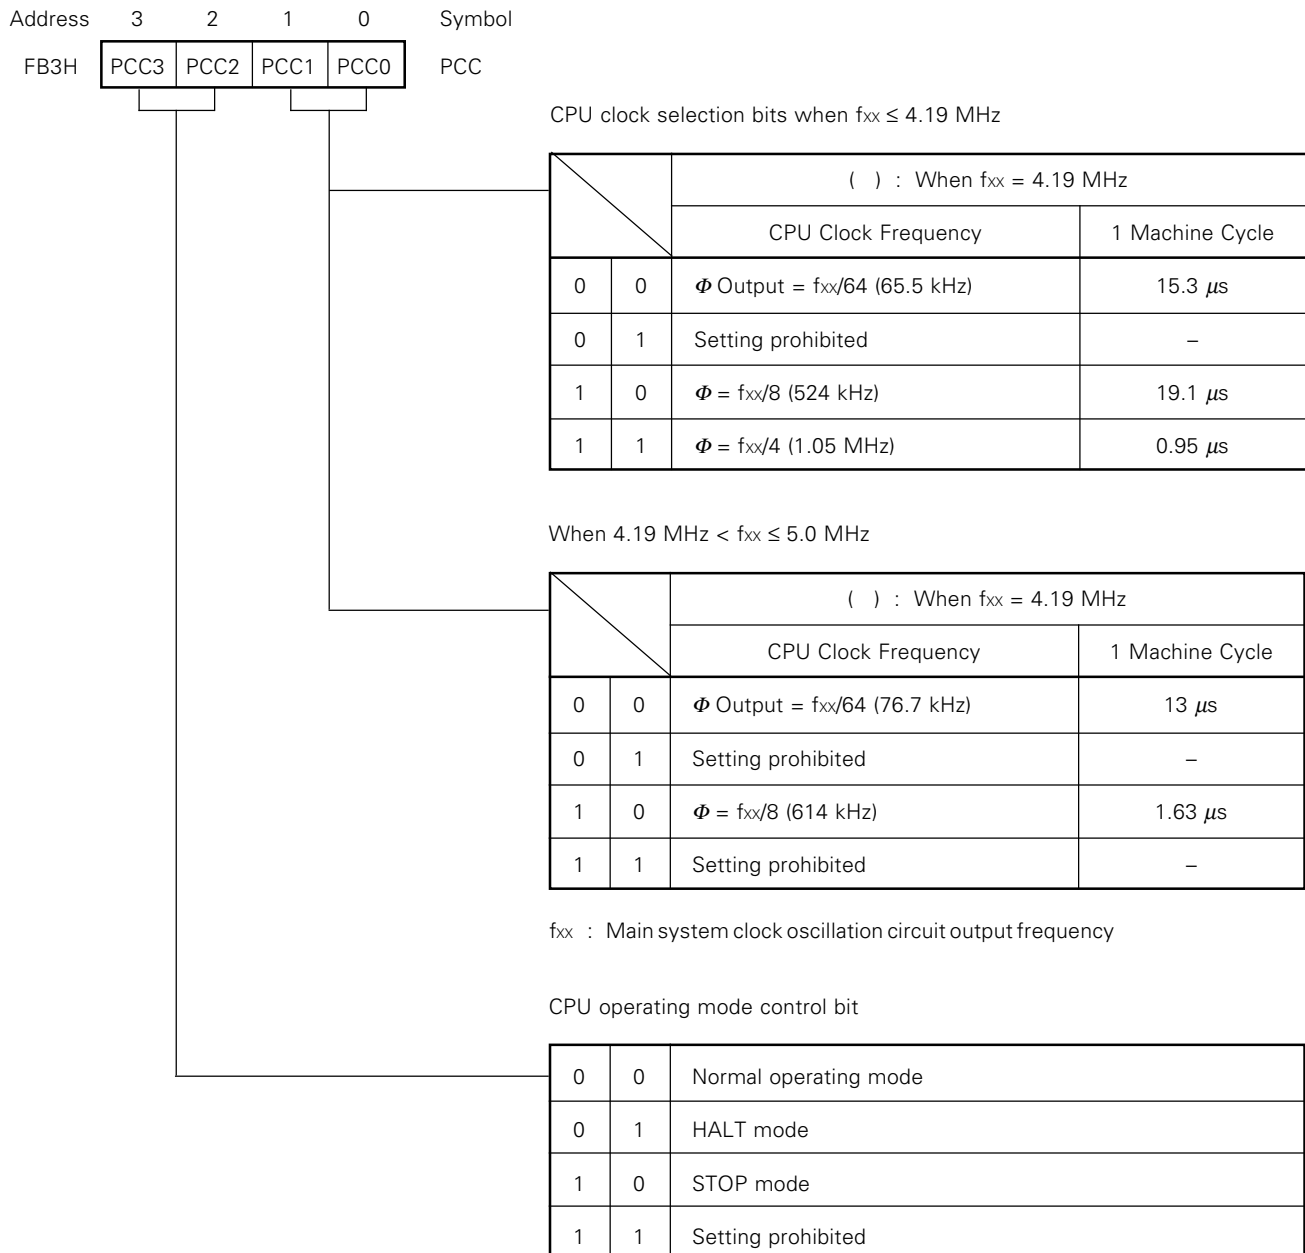 Address 3 2 1 0 Symbol
FB3H PCC3 PCC2 PCC1 PCC0 PCC
CPU clock selection bits when fxx ≤ 4.19 MHz
( ) : When fxx = 4.19 MHz
CPU Clock Frequency 1 Machine Cycle
0 0 Φ Output = fxx/64 (65.5 kHz) 15.3 μs
0 1 Setting prohibited –
1 0 Φ = fxx/8 (524 kHz) 19.1 μs
1 1 Φ = fxx/4 (1.05 MHz) 0.95 μs
When 4.19 MHz < fxx ≤ 5.0 MHz
( ) : When fxx = 4.19 MHz
CPU Clock Frequency 1 Machine Cycle
0 0 Φ Output = fxx/64 (76.7 kHz) 13 μs
0 1 Setting prohibited –
1 0 Φ = fxx/8 (614 kHz) 1.63 μs
1 1 Setting prohibited –
fxx : Main system clock oscillation circuit output frequency
CPU operating mode control bit
0 0 Normal operating mode
0 1 HALT mode
1 0 STOP mode
1 1 Setting prohibited